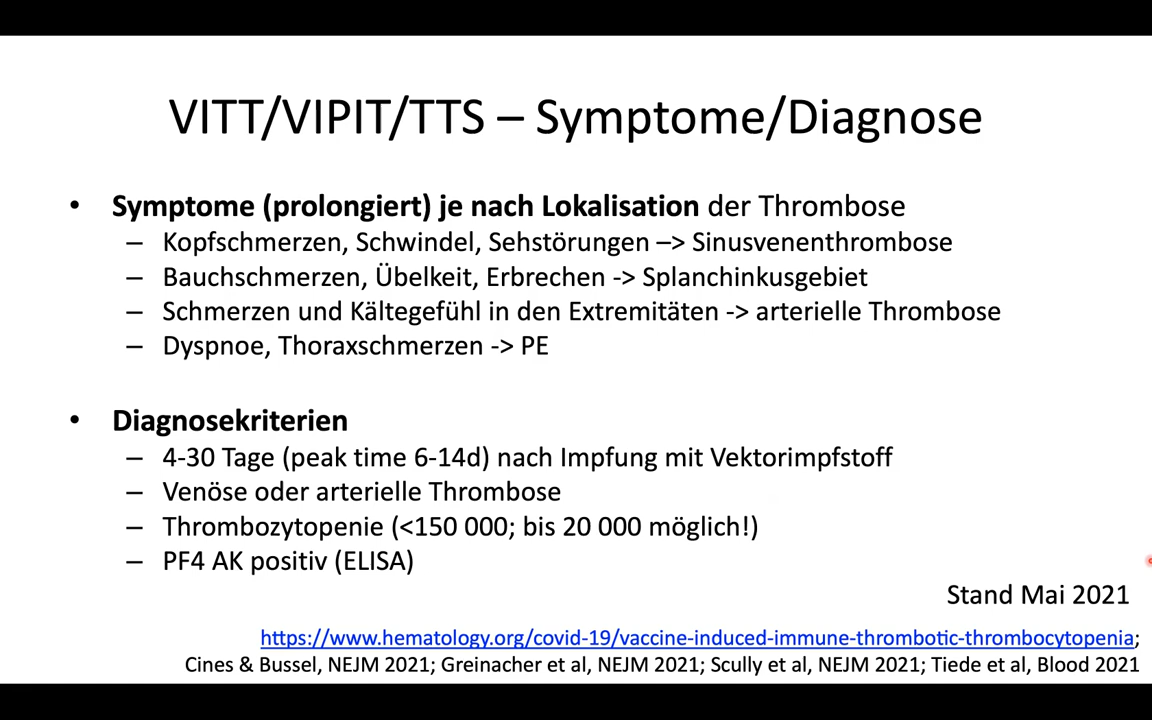 VITT/VIPIT/TTS – Symptome/Diagnose
• Symptome (prolongiert) je nach Lokalisation der Thrombose
– Kopfschmerzen, Schwindel, Sehstörungen –> Sinusvenenthrombose
– Bauchschmerzen, Übelkeit, Erbrechen -> Splanchinkusgebiet
– Schmerzen und Kältegefühl in den Extremitäten -> arterielle Thrombose
– Dyspnoe, Thoraxschmerzen -> PE
• Diagnosekriterien
– 4-30 Tage (peak time 6-14d) nach Impfung mit Vektorimpfstoff
– Venöse oder arterielle Thrombose
– Thrombozytopenie (<150 000; bis 20 000 möglich!)
– PF4 AK positiv (ELISA)
Stand Mai 2021
https://www.hematology.org/covid-19/vaccine-induced-immune-thrombotic-thrombocytopenia;
Cines & Bussel, NEJM 2021; Greinacher et al, NEJM 2021; Scully et al, NEJM 2021; Tiede et al, Blood 2021